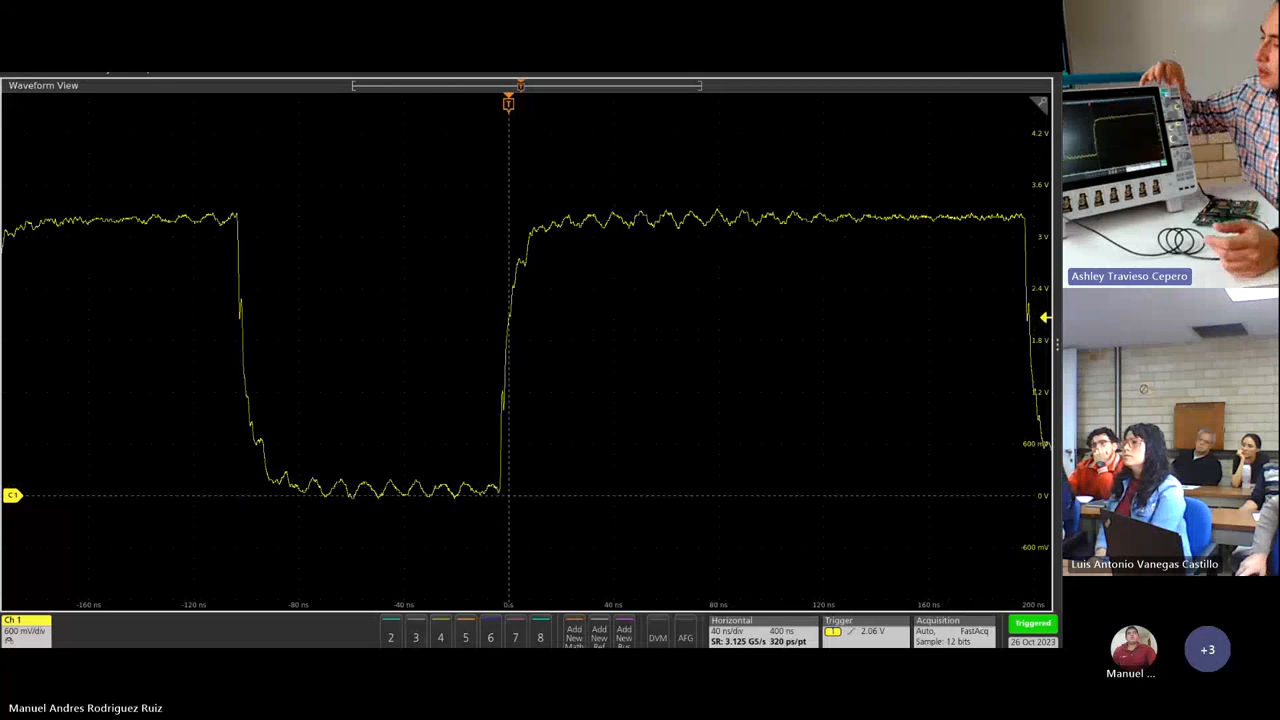 Waveform View
T
T
4.2 V
3.6 V
3 V
2.4 V
1.8 V
1.2 V
600 mV
0 V
-600 mV
C 1
-160 ns
-120 ns
-80 ns
-40 ns
0s
40 ns
80 ns
120 ns
160 ns
200 ns
Ch 1
600 mV/div
2
3
4
5
6
7
8
Add New Math
Add New Ref
Add New Bus
DVM
AFG
Horizontal
40 ns/div 400 ns
SR: 3.125 GS/s 320 ps/pt
Trigger
1 2.06 V
Acquisition
Auto, FastAcq
Sample: 12 bits
Triggered
26 Oct 2023
Ashley Travieso Cepero
Luis Antonio Vanegas Castillo
Manuel ...
+3
Manuel Andres Rodriguez Ruiz